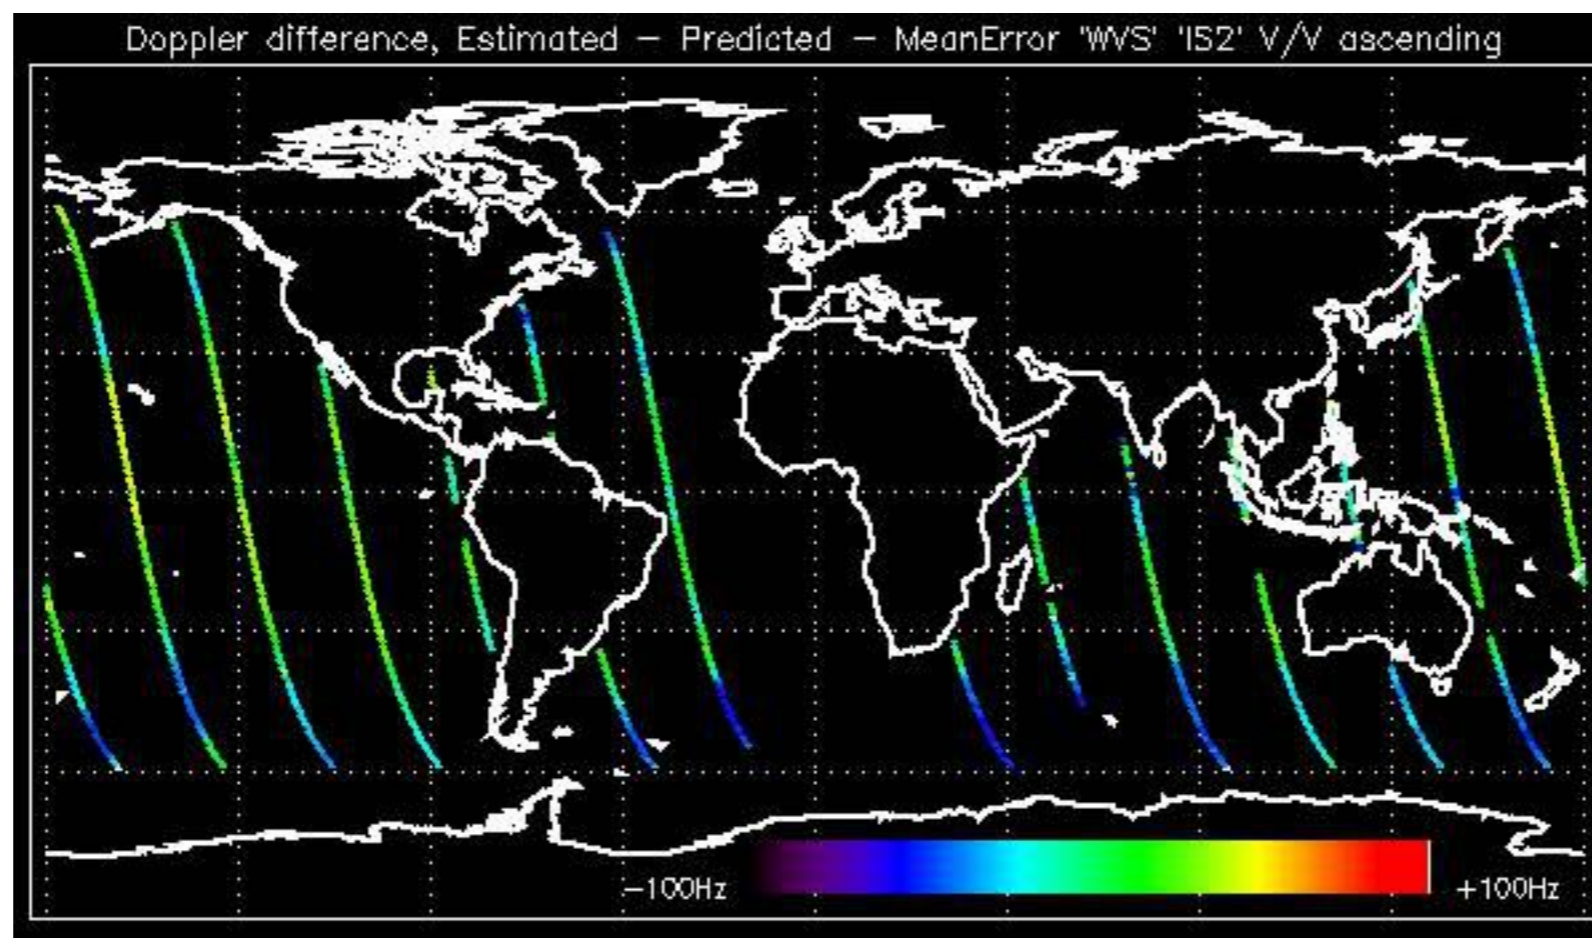 Doppler difference, Estimated – Predicted – MeanError 'WVS' 'IS2' V/V ascending
–100Hz +100Hz